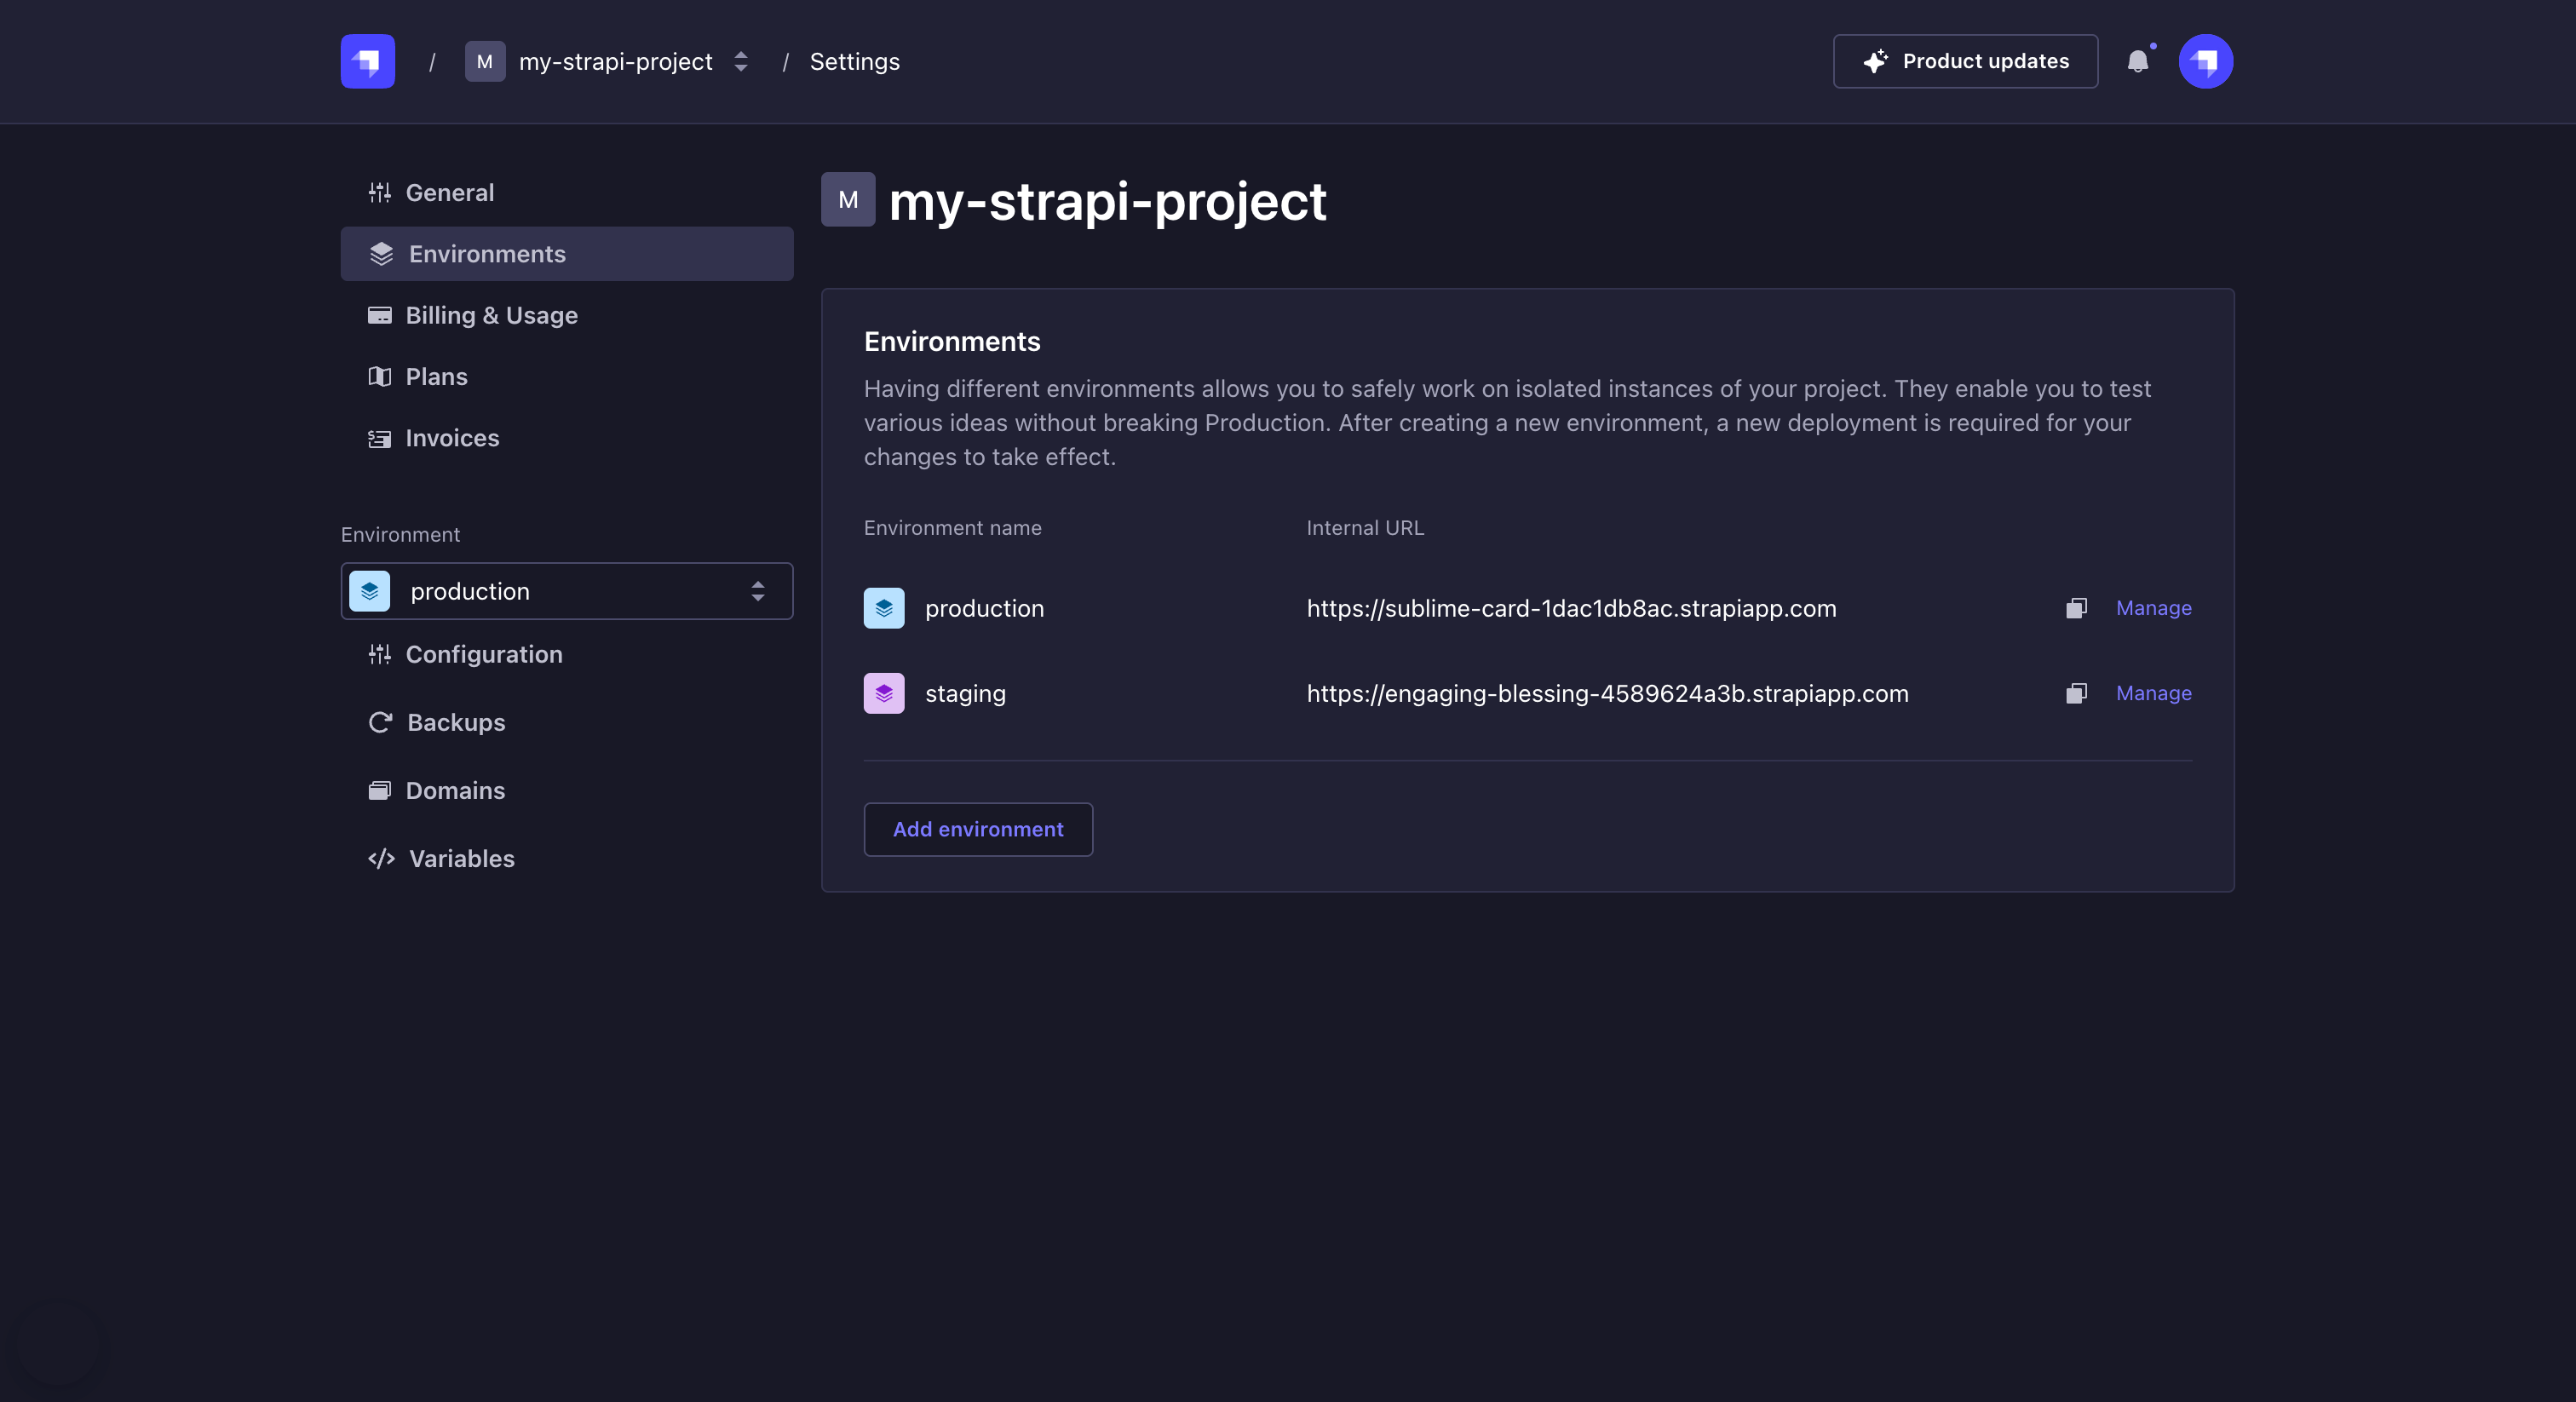 / M my-strapi-project / Settings
Product updates
General
Environments
Billing & Usage
Plans
Invoices
Environment
production
Configuration
Backups
Domains
Variables
M my-strapi-project
Environments
Having different environments allows you to safely work on isolated instances of your project. They enable you to test
various ideas without breaking Production. After creating a new environment, a new deployment is required for your
changes to take effect.
Environment name Internal URL
production https://sublime-card-1dac1db8ac.strapiapp.com Manage
staging https://engaging-blessing-4589624a3b.strapiapp.com Manage
Add environment